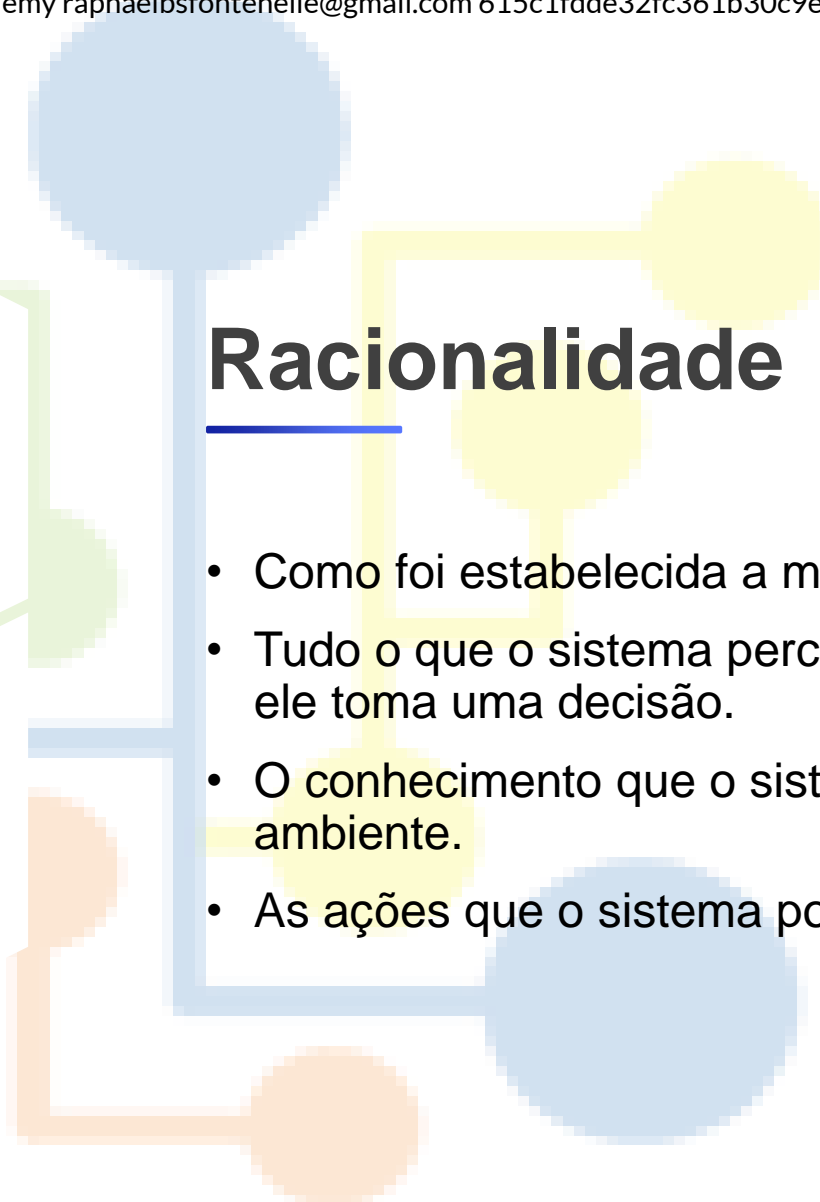 emy raphaelbsfontenelle@gmail.com 615c1fdde32fc361b30c9e
Racionalidade
• Como foi estabelecida a m
• Tudo o que o sistema perc
ele toma uma decisão.
• O conhecimento que o sist
ambiente.
• As ações que o sistema po